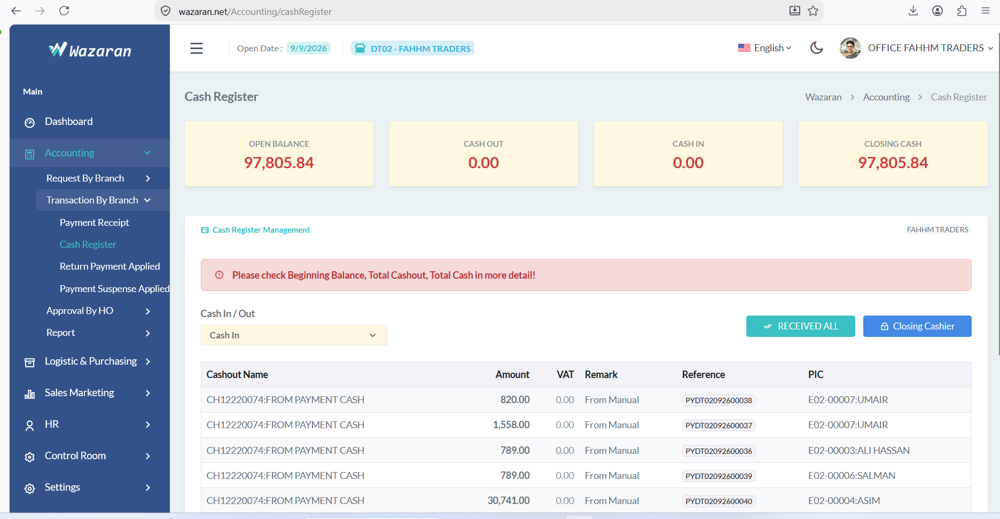 wazaran.net/Accounting/cashRegister
Wazaran
Open Date : 9/9/2026
DT02 - FAHHM TRADERS
English
OFFICE FAHHM TRADERS
Main
Dashboard
Accounting
Request By Branch
Transaction By Branch
Payment Receipt
Cash Register
Return Payment Applied
Payment Suspense Applied
Approval By HO
Report
Logistic & Purchasing
Sales Marketing
HR
Control Room
Settings
Cash Register
Wazaran > Accounting > Cash Register
OPEN BALANCE
97,805.84
CASH OUT
0.00
CASH IN
0.00
CLOSING CASH
97,805.84
Cash Register Management
FAHHM TRADERS
Please check Beginning Balance, Total Cashout, Total Cash in more detail!
Cash In / Out
Cash In
RECEIVED ALL
Closing Cashier
Cashout Name Amount VAT Remark Reference PIC
CH12220074:FROM PAYMENT CASH 820.00 0.00 From Manual PYDT02092600038 E02-00007:UMAIR
CH12220074:FROM PAYMENT CASH 1,558.00 0.00 From Manual PYDT02092600037 E02-00007:UMAIR
CH12220074:FROM PAYMENT CASH 789.00 0.00 From Manual PYDT02092600036 E02-00003:ALI HASSAN
CH12220074:FROM PAYMENT CASH 789.00 0.00 From Manual PYDT02092600039 E02-00006:SALMAN
CH12220074:FROM PAYMENT CASH 30,741.00 0.00 From Manual PYDT02092600040 E02-00004:ASIM